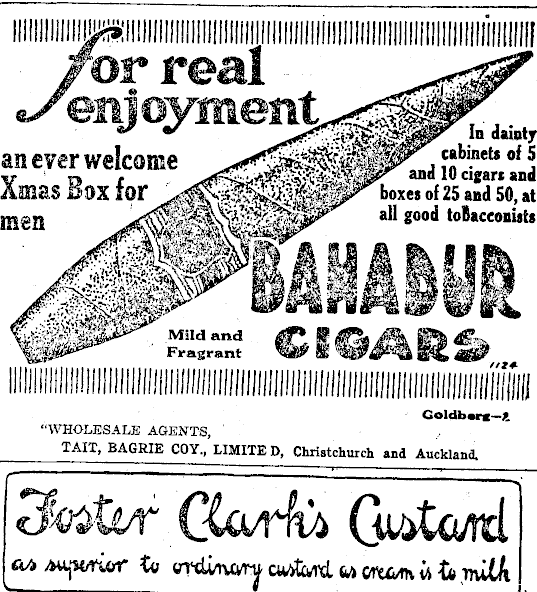 for real
enjoyment
an ever welcome
Xmas Box for
men
In dainty
cabinets of 5
and 10 cigars and
boxes of 25 and 50, at
all good tobacconists
BAHADUR
CIGARS
Mild and
Fragrant
1124
Goldberg—2
"WHOLESALE AGENTS,
TAIT, BAGRIE COY., LIMITED, Christchurch and Auckland.
Foster Clark's Custard
as superior to ordinary custard as cream is to milk